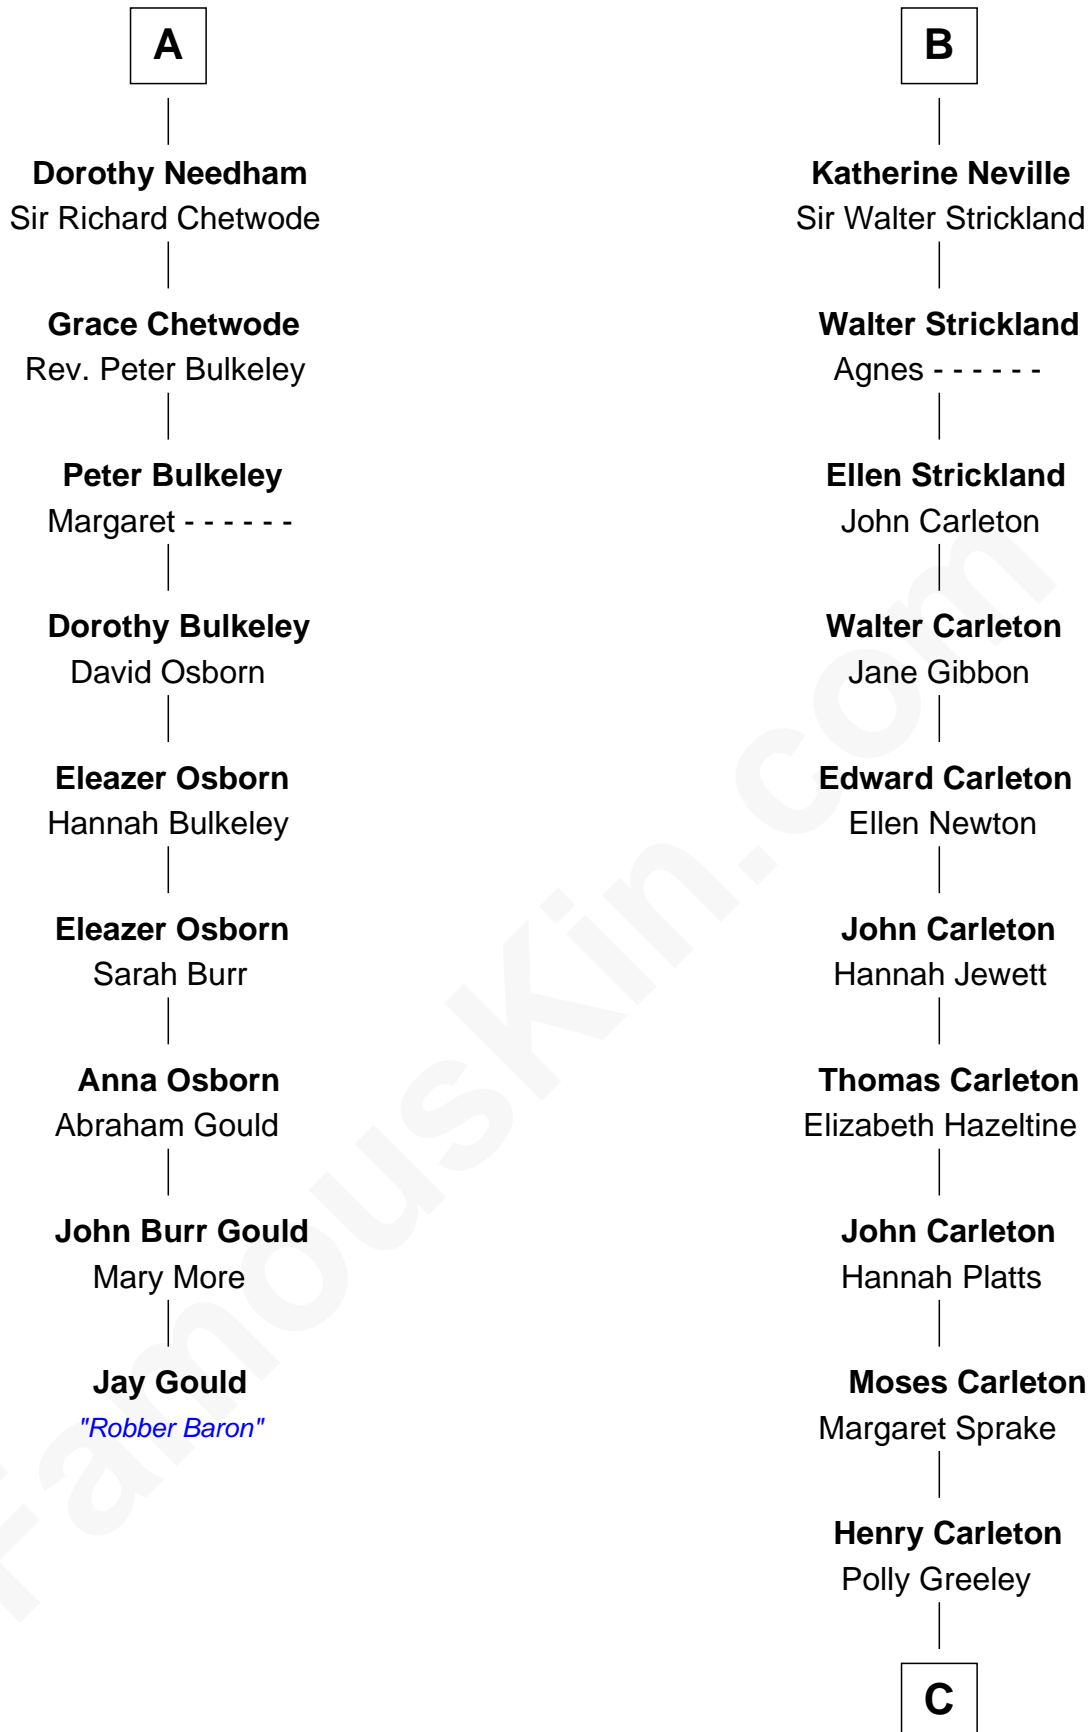 A
Dorothy Needham
Sir Richard Chetwode
Grace Chetwode
Rev. Peter Bulkeley
Peter Bulkeley
Margaret - - - - - -
Dorothy Bulkeley
David Osborn
Eleazer Osborn
Hannah Bulkeley
Eleazer Osborn
Sarah Burr
Anna Osborn
Abraham Gould
John Burr Gould
Mary More
Jay Gould
"Robber Baron"
B
Katherine Neville
Sir Walter Strickland
Walter Strickland
Agnes - - - - - -
Ellen Strickland
John Carleton
Walter Carleton
Jane Gibbon
Edward Carleton
Ellen Newton
John Carleton
Hannah Jewett
Thomas Carleton
Elizabeth Hazeltine
John Carleton
Hannah Platts
Moses Carleton
Margaret Sprake
Henry Carleton
Polly Greeley
C
FamousKin.com